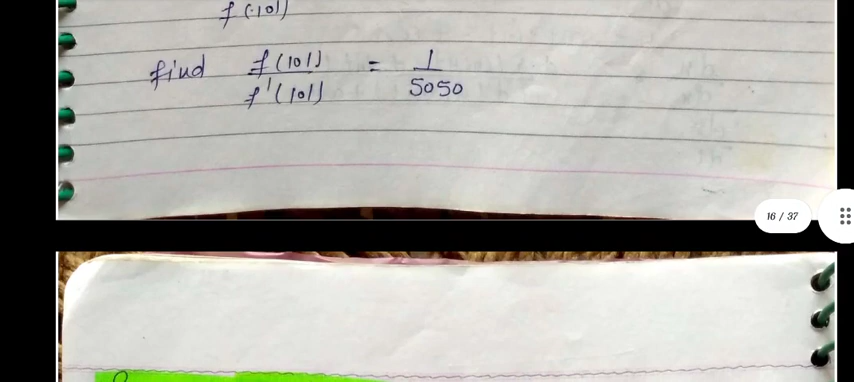 f(101)
find f(101) / f'(101) = 1 / 5050
16 / 37